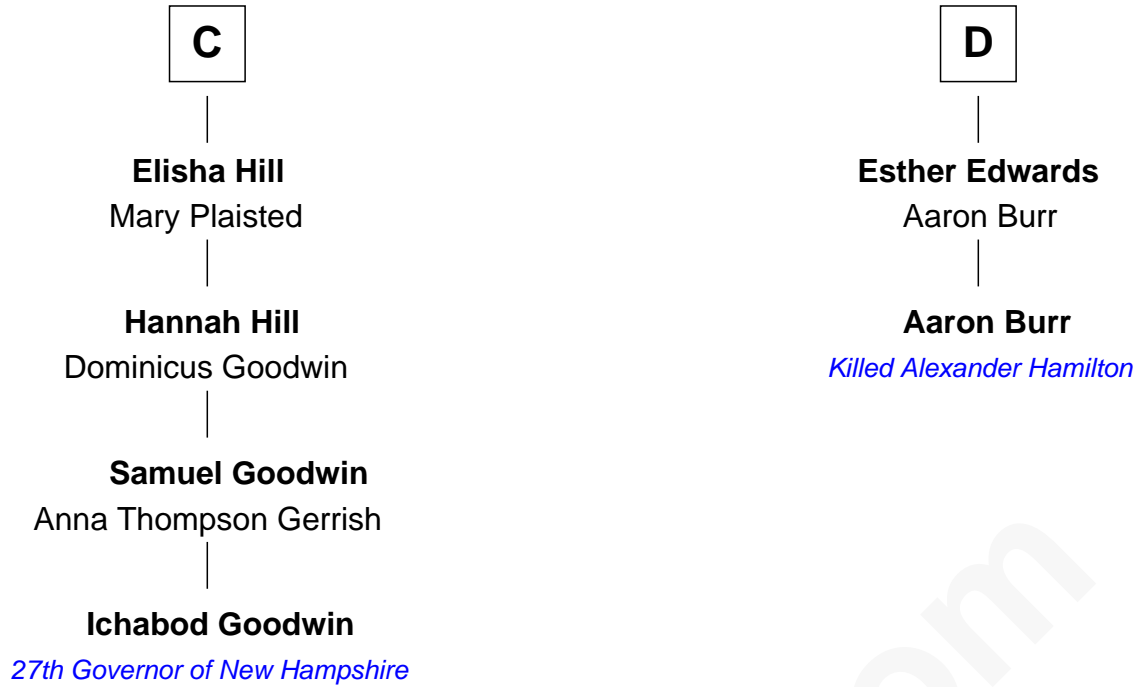 C
Elisha Hill
Mary Plaisted
Hannah Hill
Dominicus Goodwin
Samuel Goodwin
Anna Thompson Gerrish
Ichabod Goodwin
27th Governor of New Hampshire
D
Esther Edwards
Aaron Burr
Aaron Burr
Killed Alexander Hamilton
om